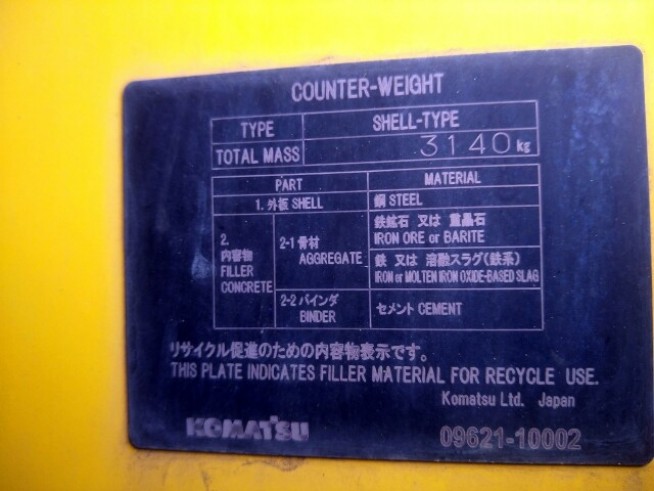 COUNTER-WEIGHT
TYPE SHELL-TYPE
TOTAL MASS 3140 kg
PART MATERIAL
1. 外板 SHELL 鋼 STEEL
2. 内容物 FILLER CONCRETE
2-1 骨材 AGGREGATE
鉄鉱石 又は 重晶石
IRON ORE or BARITE
鉄 又は 溶融スラグ(鉄系)
IRON or MOLTEN IRON OXIDE-BASED SLAG
2-2 バインダ BINDER
セメント CEMENT
リサイクル促進のための内容物表示です。
THIS PLATE INDICATES FILLER MATERIAL FOR RECYCLE USE.
Komatsu Ltd. Japan
KOMATSU 09621-10002